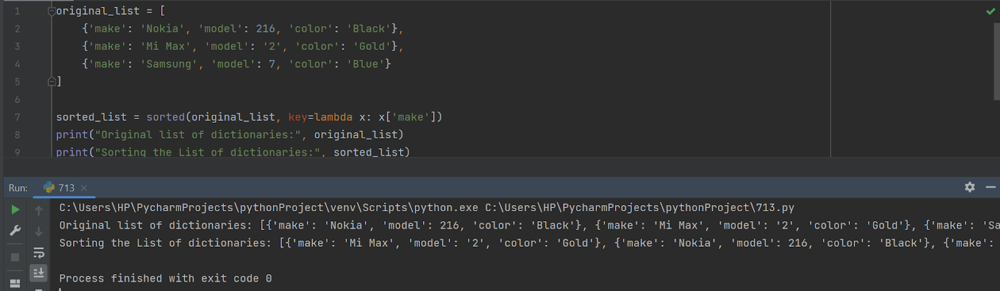 1 original_list = [
2 {'make': 'Nokia', 'model': 216, 'color': 'Black'},
3 {'make': 'Mi Max', 'model': '2', 'color': 'Gold'},
4 {'make': 'Samsung', 'model': 7, 'color': 'Blue'}
5 ]
6
7 sorted_list = sorted(original_list, key=lambda x: x['make'])
8 print("Original list of dictionaries:", original_list)
9 print("Sorting the List of dictionaries:", sorted_list)
Run: 713
C:\Users\HP\PycharmProjects\pythonProject\venv\Scripts\python.exe C:\Users\HP\PycharmProjects\pythonProject\713.py
Original list of dictionaries: [{'make': 'Nokia', 'model': 216, 'color': 'Black'}, {'make': 'Mi Max', 'model': '2', 'color': 'Gold'}, {'make': 'Sa
Sorting the List of dictionaries: [{'make': 'Mi Max', 'model': '2', 'color': 'Gold'}, {'make': 'Nokia', 'model': 216, 'color': 'Black'}, {'make':
Process finished with exit code 0